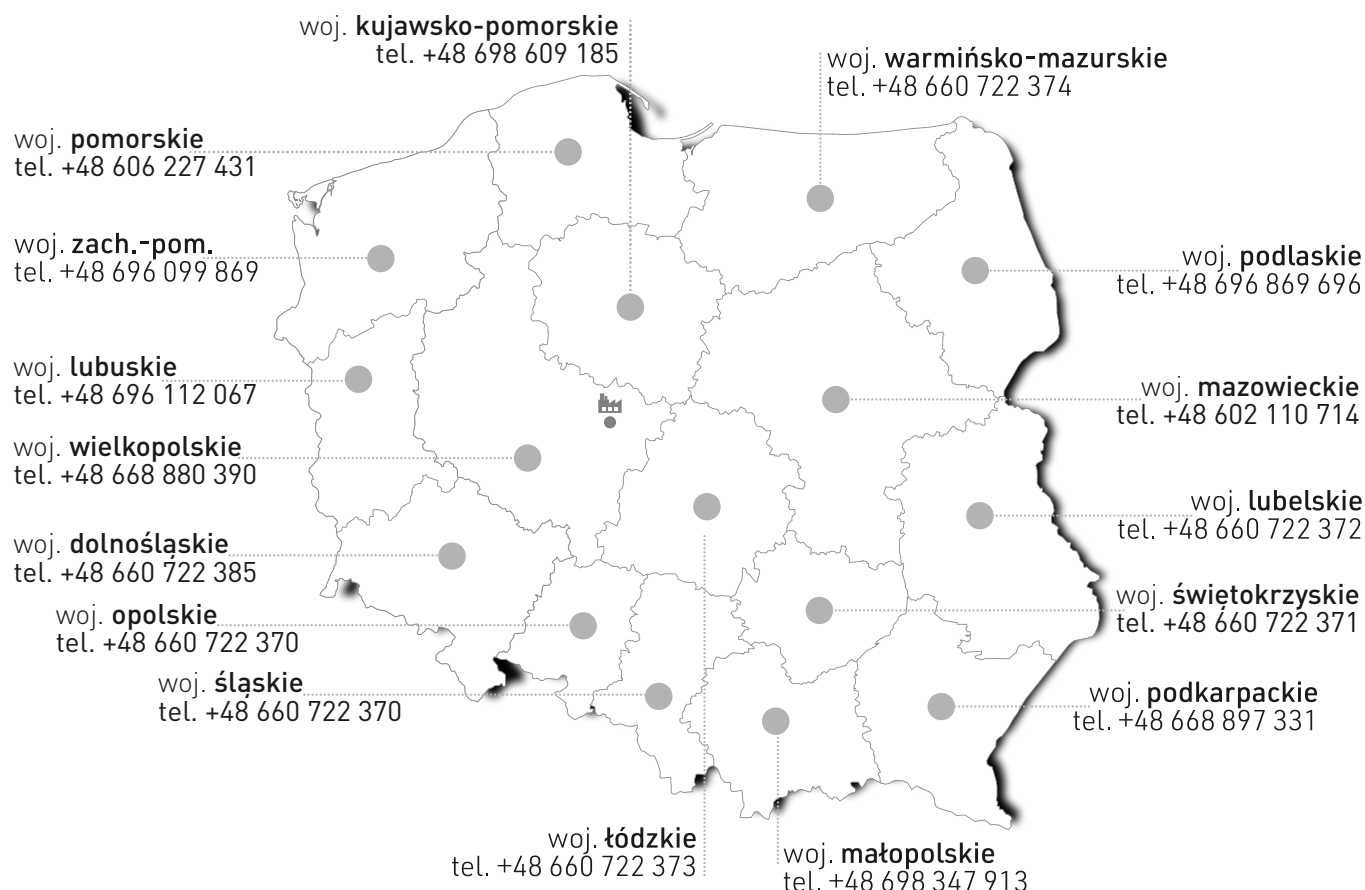 woj. kujawsko-pomorskie
tel. +48 698 609 185
woj. warmińsko-mazurskie
tel. +48 660 722 374
woj. pomorskie
tel. +48 606 227 431
woj. zach.-pom.
tel. +48 696 099 869
woj. podlaskie
tel. +48 696 869 696
woj. lubuskie
tel. +48 696 112 067
woj. mazowieckie
tel. +48 602 110 714
woj. wielkopolskie
tel. +48 668 880 390
woj. lubelskie
tel. +48 660 722 372
woj. dolnośląskie
tel. +48 660 722 385
woj. świętokrzyskie
tel. +48 660 722 371
woj. opolskie
tel. +48 660 722 370
woj. śląskie
tel. +48 660 722 370
woj. podkarpackie
tel. +48 668 897 331
woj. łódzkie
tel. +48 660 722 373
woj. małopolskie
tel. +48 698 347 913